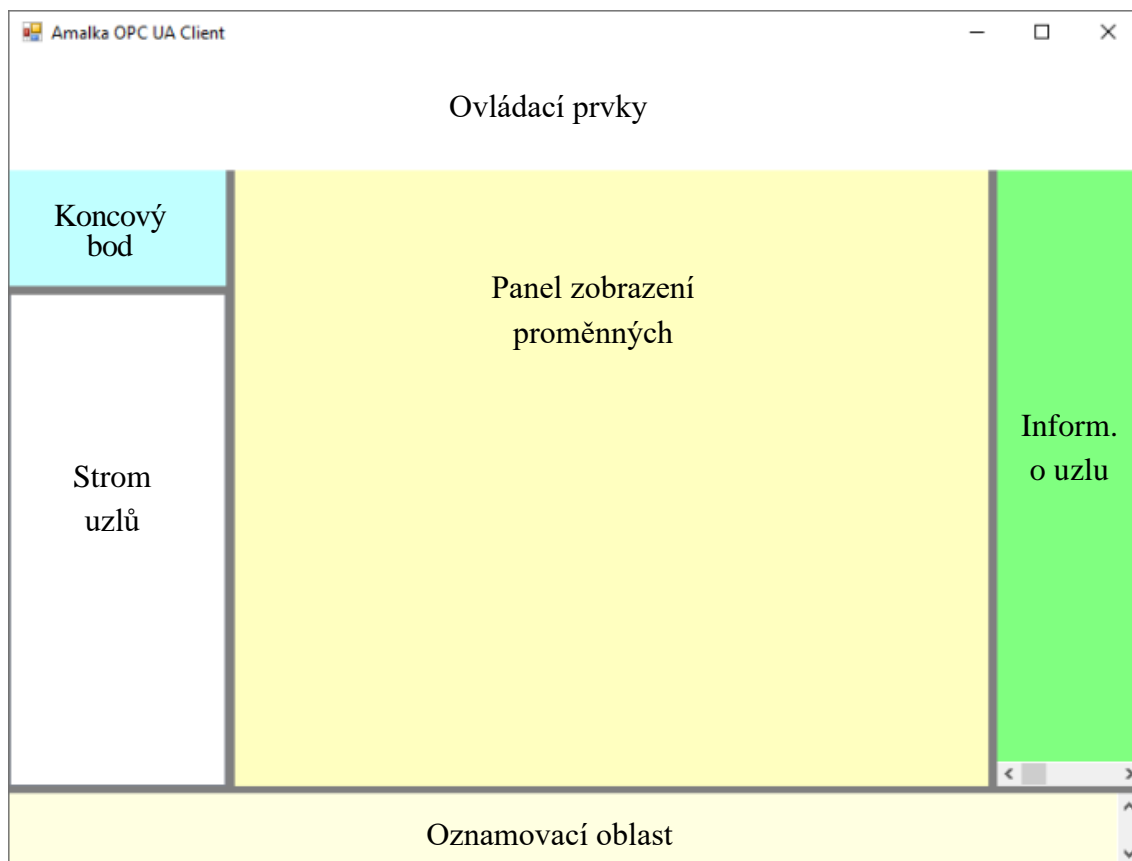 Amalka OPC UA Client
Ovládací prvky
Koncový
bod
Panel zobrazení
proměnných
Strom
uzlů
Inform.
o uzlu
Oznamovací oblast